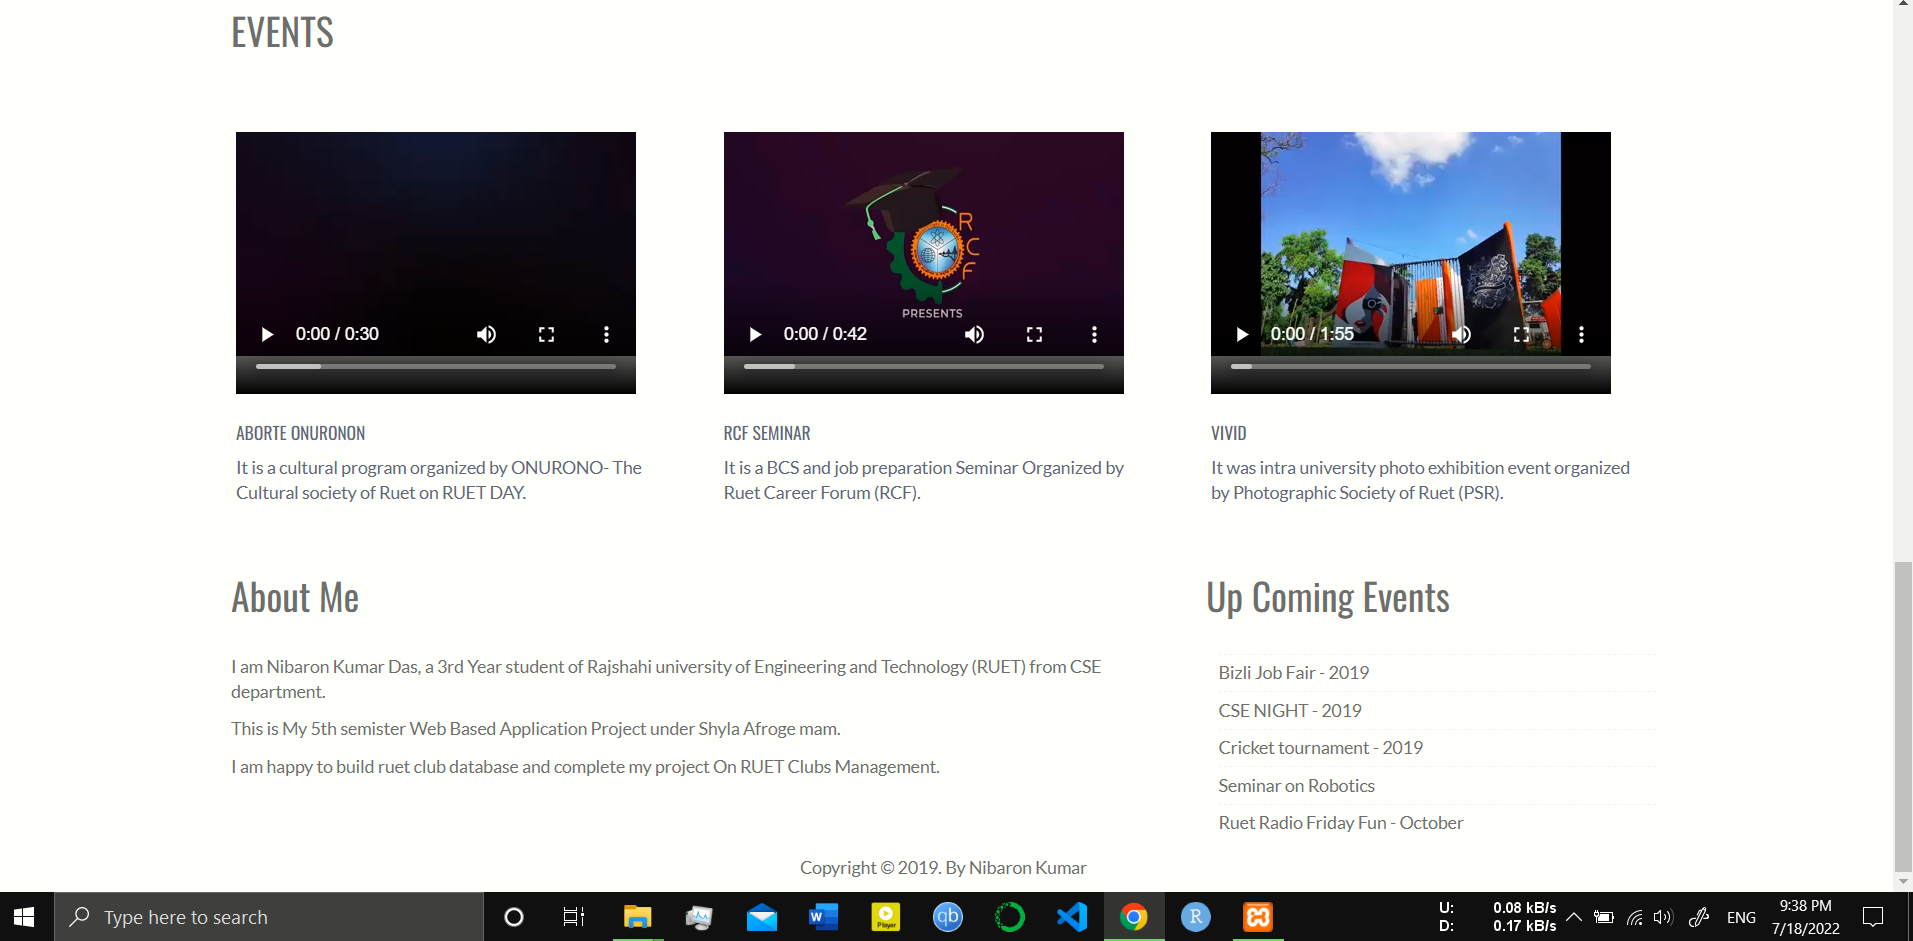 EVENTS
R
C
F
PRESENTS
0:00 / 0:30
0:00 / 0:42
0:00 / 1:55
ABORTE ONURONON
It is a cultural program organized by ONURONO- The
Cultural society of Ruet on RUET DAY.
RCF SEMINAR
It is a BCS and job preparation Seminar Organized by
Ruet Career Forum (RCF).
VIVID
It was intra university photo exhibition event organized
by Photographic Society of Ruet (PSR).
About Me
I am Nibaron Kumar Das, a 3rd Year student of Rajshahi university of Engineering and Technology (RUET) from CSE
department.
This is My 5th semister Web Based Application Project under Shyla Afroge mam.
I am happy to build ruet club database and complete my project On RUET Clubs Management.
Up Coming Events
Bizli Job Fair - 2019
CSE NIGHT - 2019
Cricket tournament - 2019
Seminar on Robotics
Ruet Radio Friday Fun - October
Copyright © 2019. By Nibaron Kumar
Type here to search
W
Player
qb
R
U: 0.08 kB/s
D: 0.17 kB/s
ENG
9:38 PM
7/18/2022